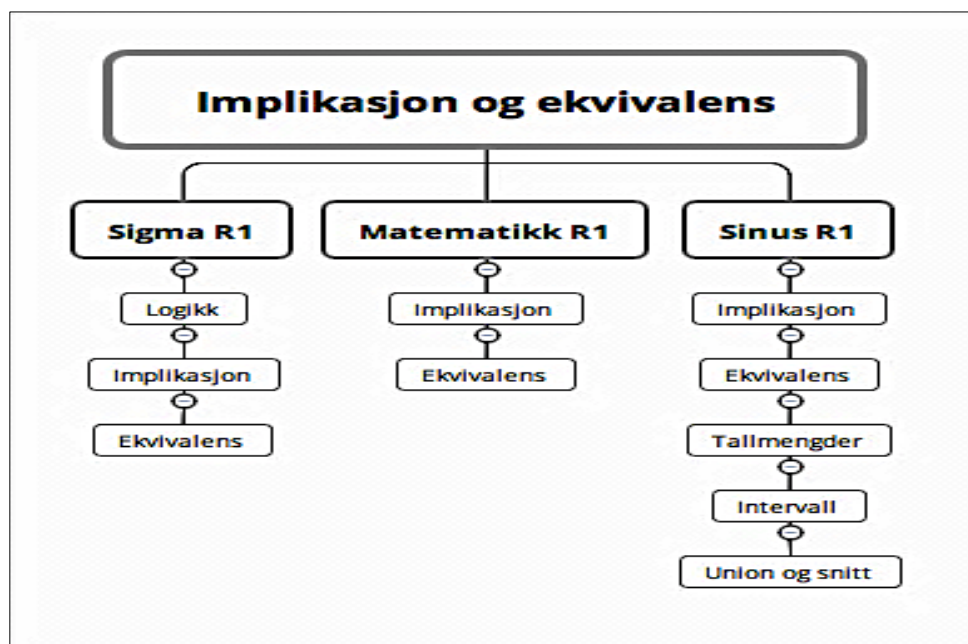 Implikasjon og ekvivalens
Sigma R1
Logikk
Implikasjon
Ekvivalens
Matematikk R1
Implikasjon
Ekvivalens
Sinus R1
Implikasjon
Ekvivalens
Tallmengder
Intervall
Union og snitt